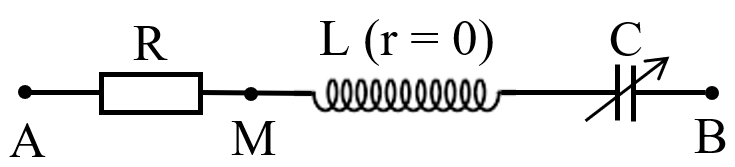 R L (r = 0) C
A M B